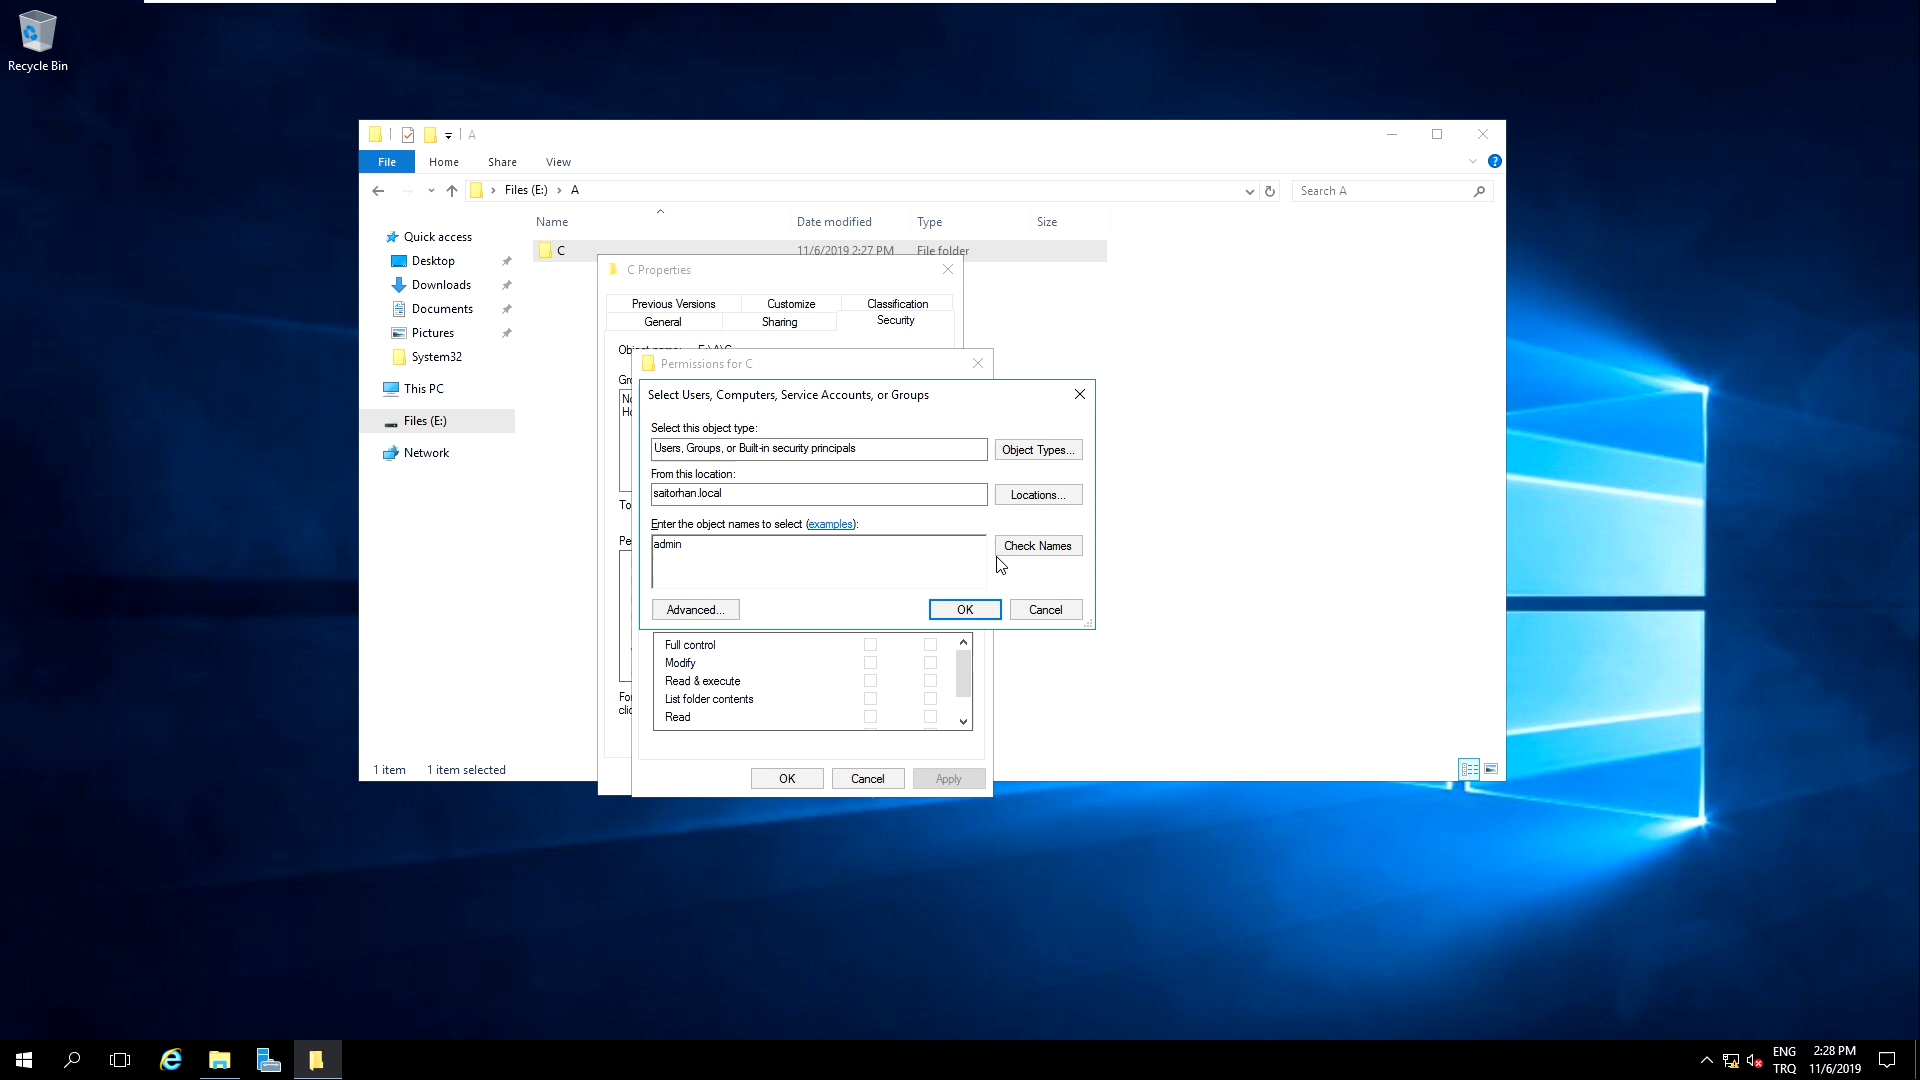 Recycle Bin
A
File
Home
Share
View
Files (E:)
A
Search A
Name
Date modified
Type
Size
Quick access
Desktop
Downloads
Documents
Pictures
System32
This PC
Files (E:)
Network
C
11/6/2019 2:27 PM
File folder
C Properties
Previous Versions
Customize
Classification
General
Sharing
Security
Permissions for C
Select Users, Computers, Service Accounts, or Groups
Select this object type:
Users, Groups, or Built-in security principals
Object Types...
From this location:
saitorhan.local
Locations...
Enter the object names to select (examples):
admin
Check Names
Advanced...
OK
Cancel
Full control
Modify
Read & execute
List folder contents
Read
OK
Cancel
Apply
1 item
1 item selected
ENG
TRQ
2:28 PM
11/6/2019